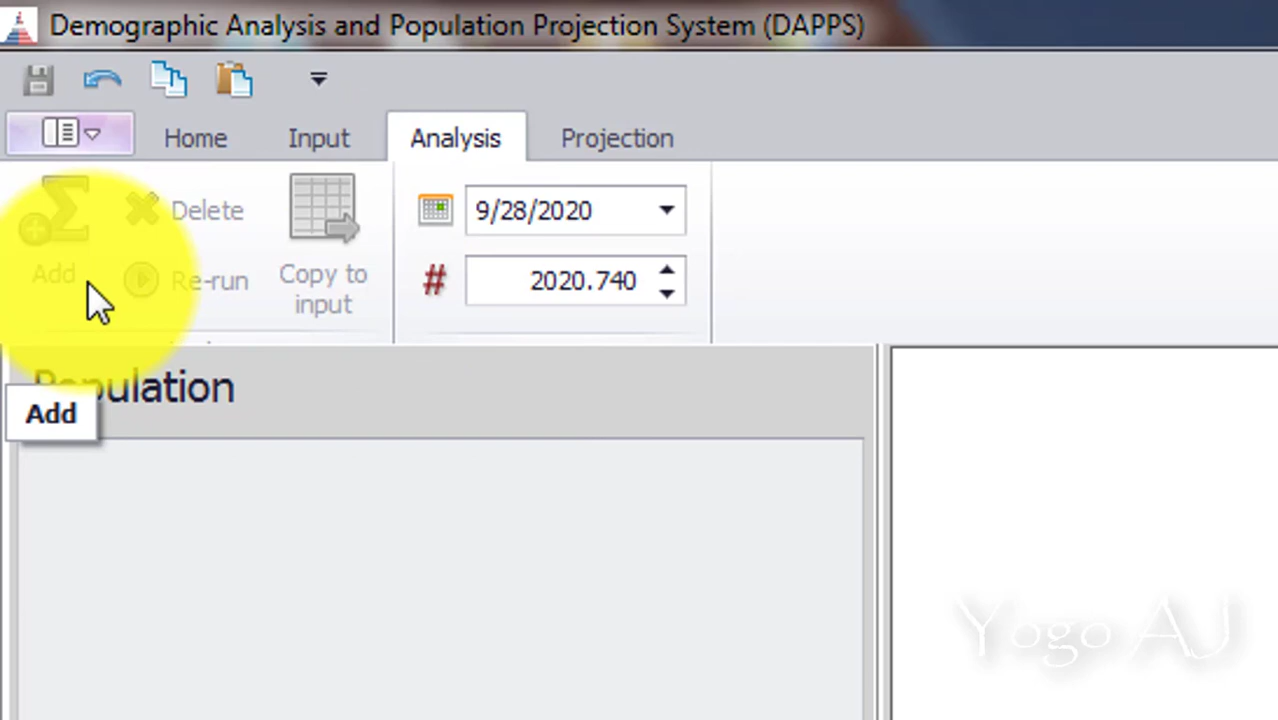 Demographic Analysis and Population Projection System (DAPPS)
Home Input Analysis Projection
Add Delete Re-run Copy to input
9/28/2020
# 2020.740
Population
Add
Yogo AJ